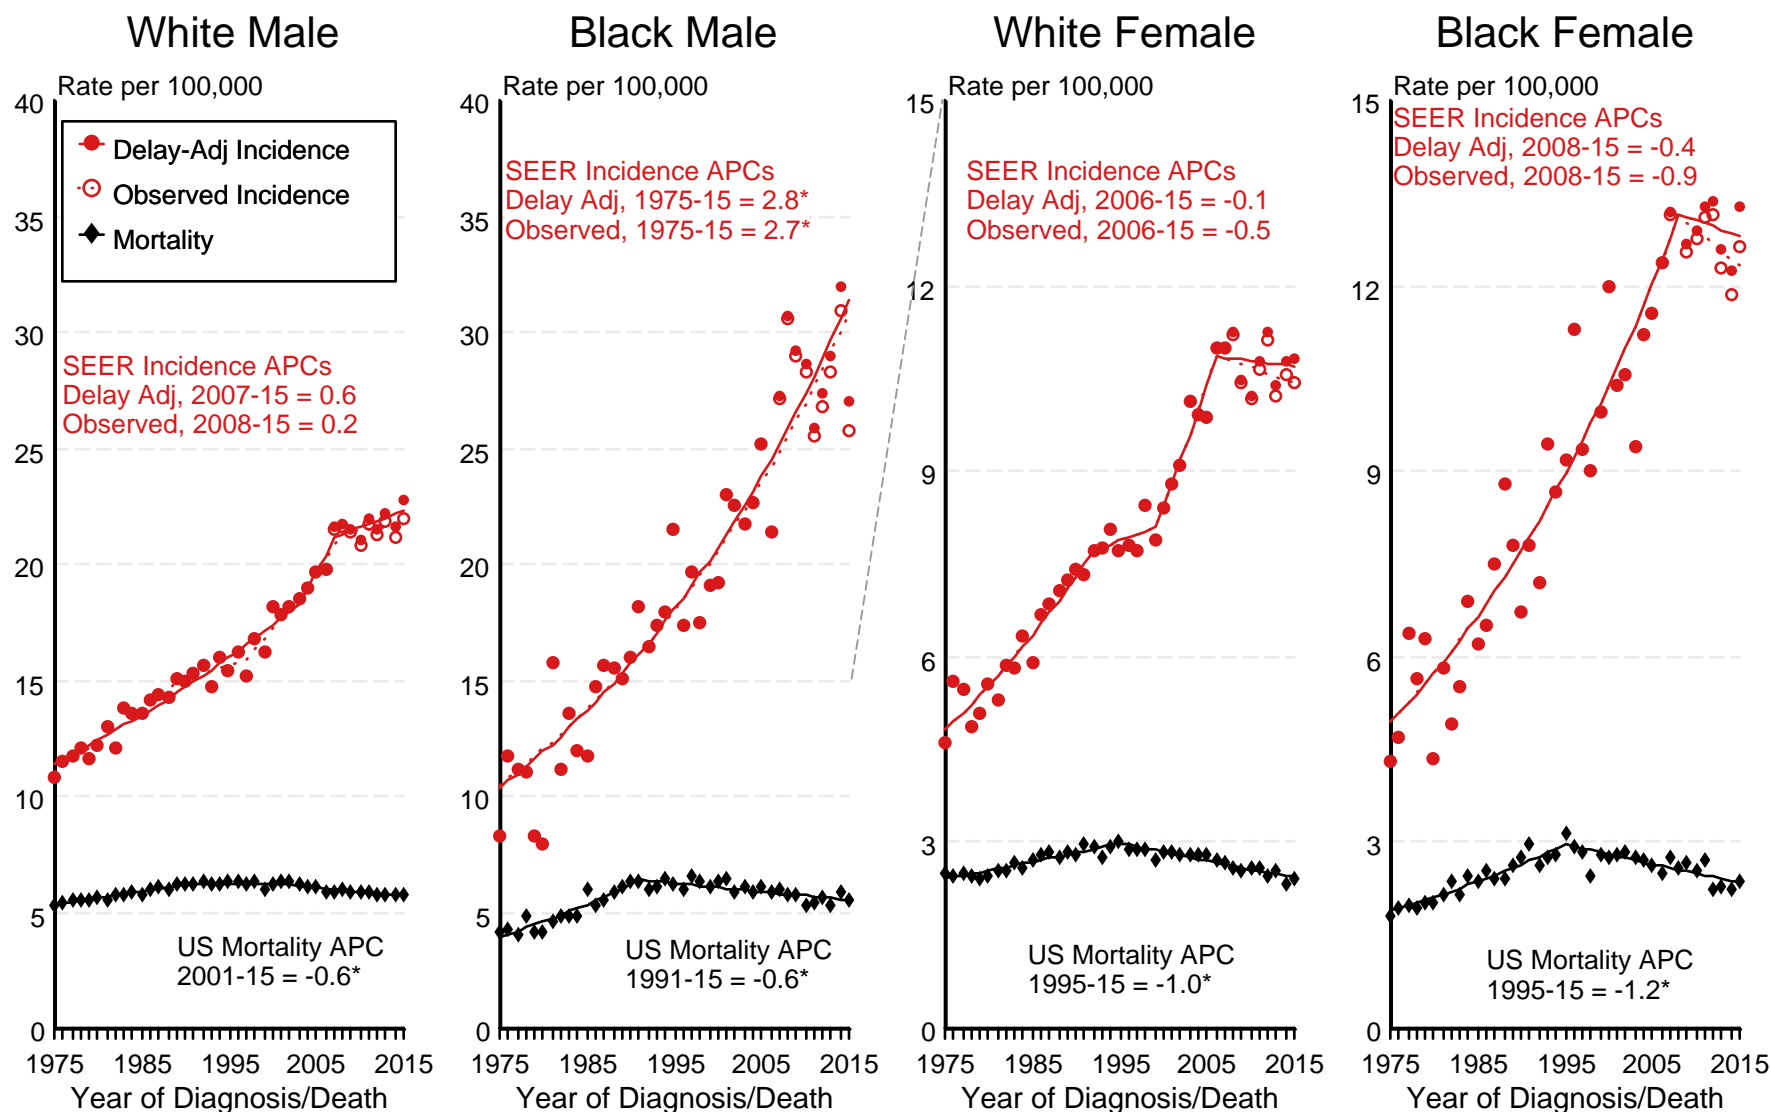 White Male
Black Male
White Female
Black Female
Rate per 100,000
40
35
30
25
20
15
10
5
0
Delay-Adj Incidence
Observed Incidence
Mortality
SEER Incidence APCs
Delay Adj, 2007-15 = 0.6
Observed, 2008-15 = 0.2
US Mortality APC
2001-15 = -0.6*
1975 1985 1995 2005 2015
Year of Diagnosis/Death
Rate per 100,000
40
35
30
25
20
15
10
5
0
SEER Incidence APCs
Delay Adj, 1975-15 = 2.8*
Observed, 1975-15 = 2.7*
US Mortality APC
1991-15 = -0.6*
1975 1985 1995 2005 2015
Year of Diagnosis/Death
Rate per 100,000
15
12
9
6
3
0
SEER Incidence APCs
Delay Adj, 2006-15 = -0.1
Observed, 2006-15 = -0.5
US Mortality APC
1995-15 = -1.0*
1975 1985 1995 2005 2015
Year of Diagnosis/Death
Rate per 100,000
15
12
9
6
3
0
SEER Incidence APCs
Delay Adj, 2008-15 = -0.4
Observed, 2008-15 = -0.9
US Mortality APC
1995-15 = -1.2*
1975 1985 1995 2005 2015
Year of Diagnosis/Death